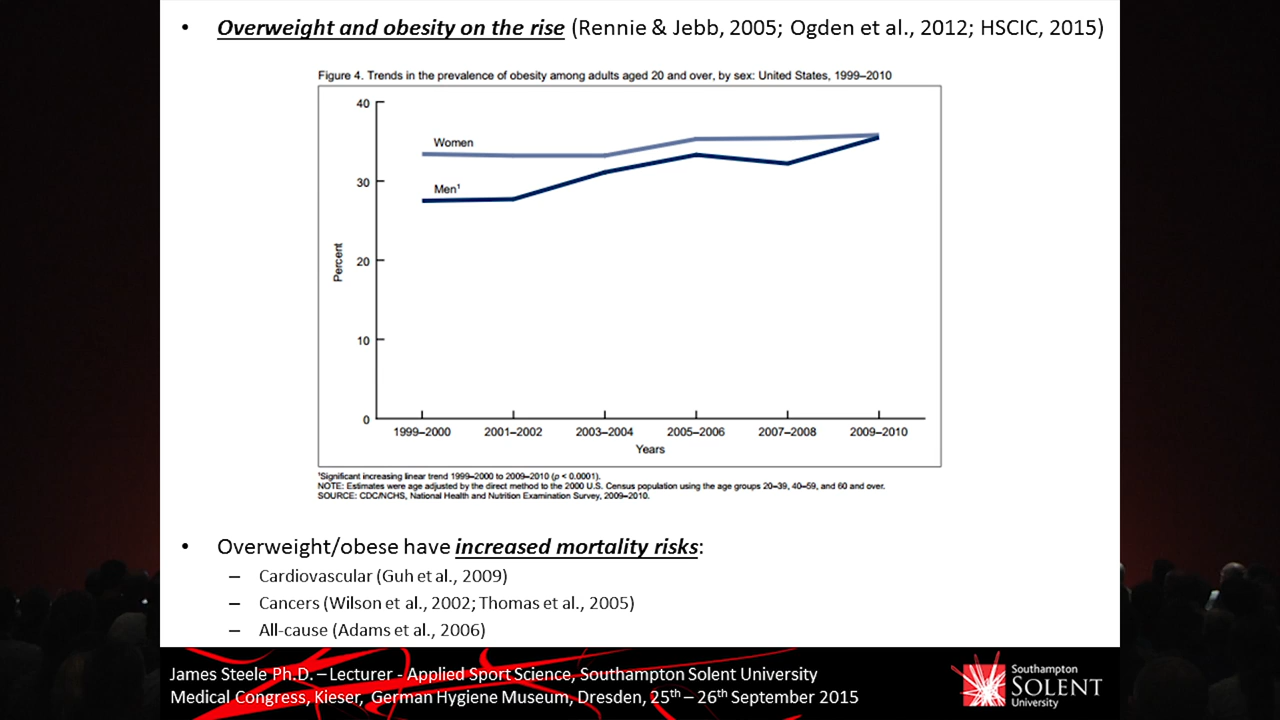 • Overweight and obesity on the rise (Rennie & Jebb, 2005; Ogden et al., 2012; HSCIC, 2015)
Figure 4. Trends in the prevalence of obesity among adults aged 20 and over, by sex: United States, 1999–2010
40
30
20
10
0
Percent
Women
Men¹
1999–2000 2001–2002 2003–2004 2005–2006 2007–2008 2009–2010
Years
¹Significant increasing linear trend 1999–2000 to 2009–2010 (p < 0.0001).
NOTE: Estimates were age adjusted by the direct method to the 2000 U.S. Census population using the age groups 20–39, 40–59, and 60 and over.
SOURCE: CDC/NCHS, National Health and Nutrition Examination Survey, 2009–2010.
• Overweight/obese have increased mortality risks:
– Cardiovascular (Guh et al., 2009)
– Cancers (Wilson et al., 2002; Thomas et al., 2005)
– All-cause (Adams et al., 2006)
James Steele Ph.D. – Lecturer - Applied Sport Science, Southampton Solent University
Medical Congress, Kieser, German Hygiene Museum, Dresden, 25th – 26th September 2015
Southampton
SOLENT
University